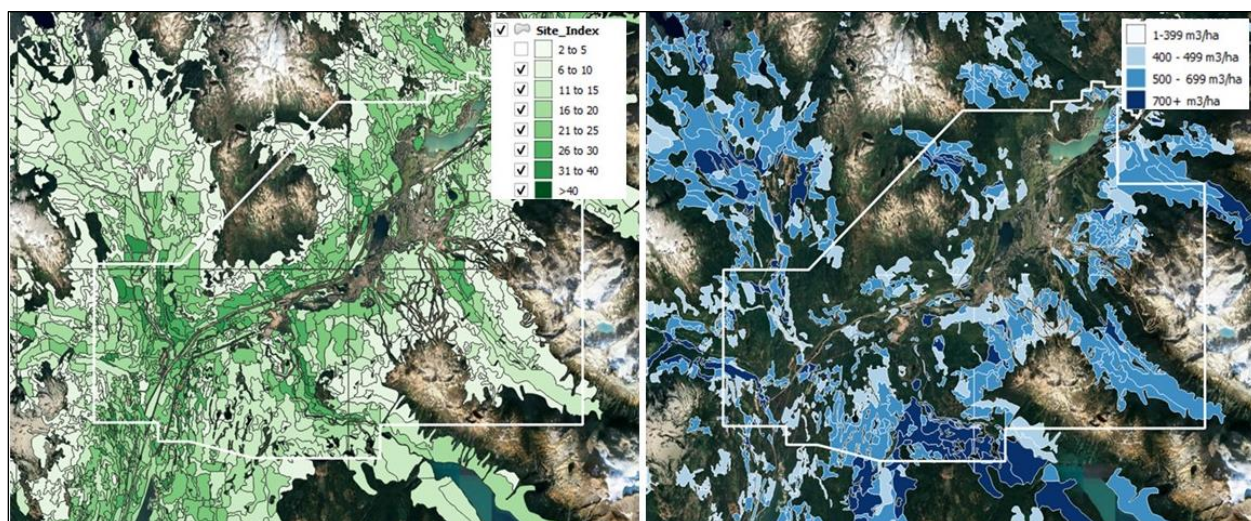 Site_Index
2 to 5
6 to 10
11 to 15
16 to 20
21 to 25
26 to 30
31 to 40
>40
1-399 m3/ha
400 - 499 m3/ha
500 - 699 m3/ha
700+ m3/ha